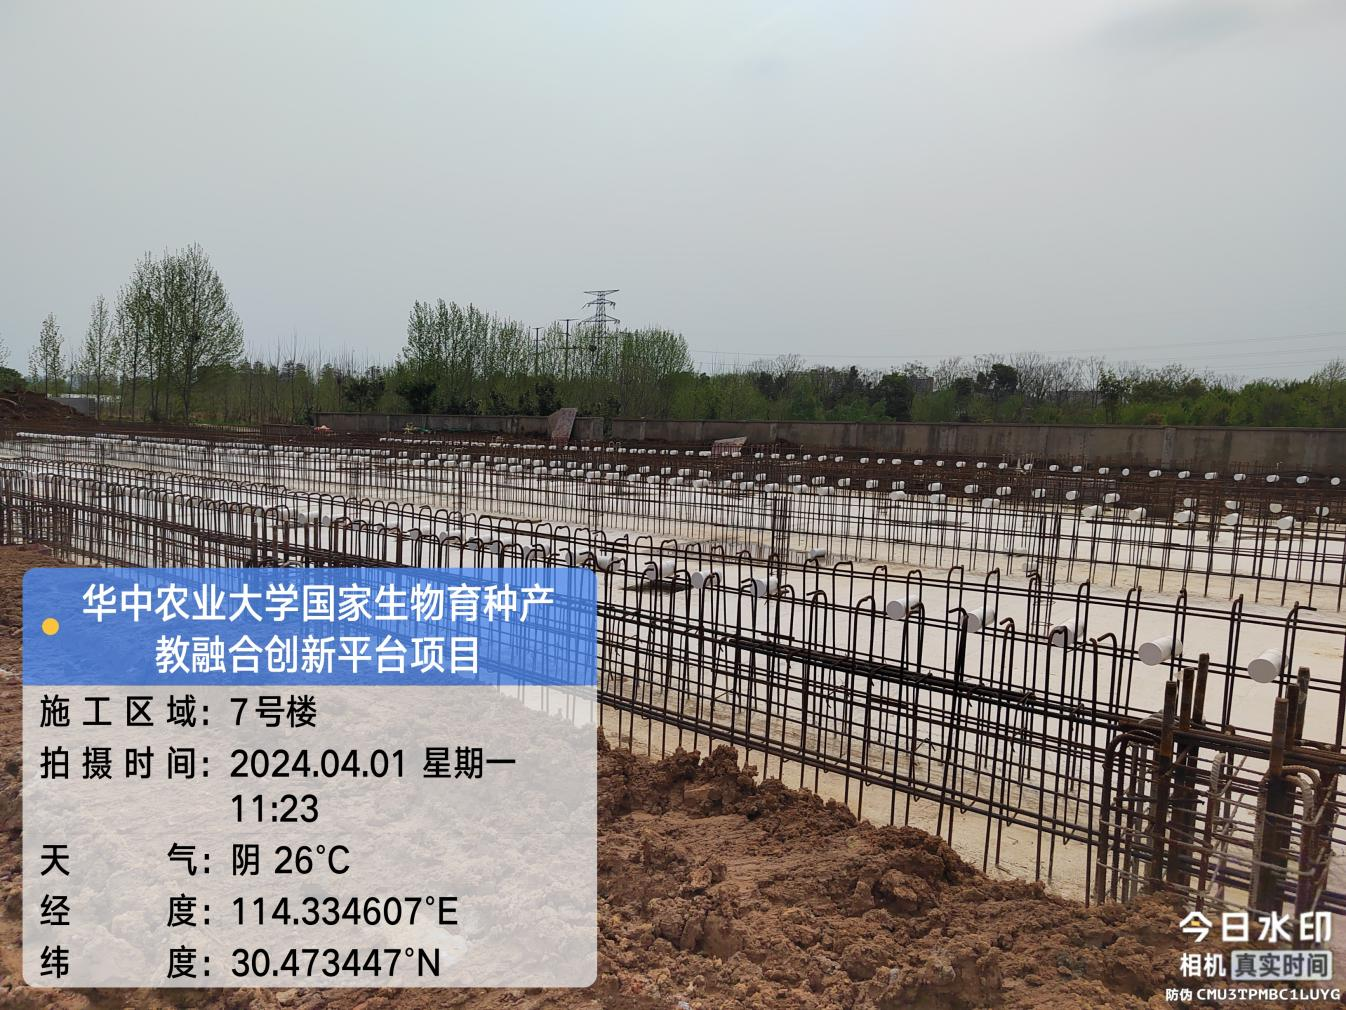 华中农业大学国家生物育种产
教融合创新平台项目
施工区域：7号楼
拍摄时间：2024.04.01 星期一
11:23
天气：阴 26°C
经度：114.334607°E
纬度：30.473447°N
今日水印
相机 真实时间
防伪 CMU3TPMBC1LUYG